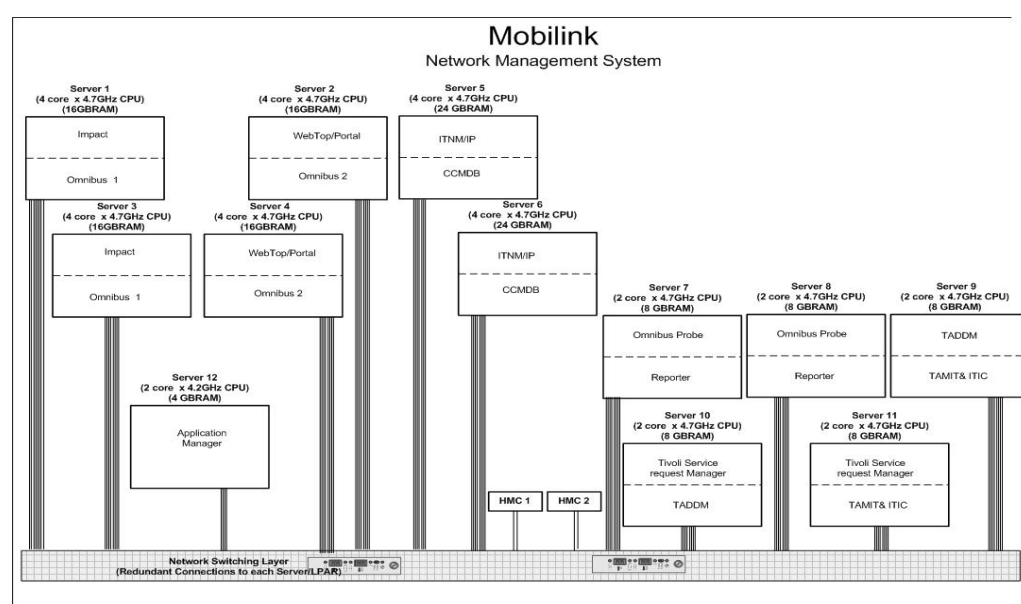 Mobilink
Network Management System
Server 1
(4 core x 4.7GHz CPU)
(16GBRAM)
Impact
Omnibus 1
Server 2
(4 core x 4.7GHz CPU)
(16GBRAM)
WebTop/Portal
Omnibus 2
Server 5
(4 core x 4.7GHz CPU)
(24 GBRAM)
ITNM/IP
CCMDB
Server 3
(4 core x 4.7GHz CPU)
(16GBRAM)
Impact
Omnibus 1
Server 4
(4 core x 4.7GHz CPU)
(16GBRAM)
WebTop/Portal
Omnibus 2
Server 6
(4 core x 4.7GHz CPU)
(24 GBRAM)
ITNM/IP
CCMDB
Server 7
(2 core x 4.7GHz CPU)
(8 GBRAM)
Omnibus Probe
Reporter
Server 8
(2 core x 4.7GHz CPU)
(8 GBRAM)
Omnibus Probe
Reporter
Server 9
(2 core x 4.7GHz CPU)
(8 GBRAM)
TADDM
TAMIT& ITIC
Server 12
(2 core x 4.2GHz CPU)
(4 GBRAM)
Application
Manager
Server 10
(2 core x 4.7GHz CPU)
(8 GBRAM)
Tivoli Service
request Manager
TADDM
Server 11
(2 core x 4.7GHz CPU)
(8 GBRAM)
Tivoli Service
request Manager
TAMIT& ITIC
HMC 1
HMC 2
Network Switching Layer
(Redundant Connections to each Server/LPAR)